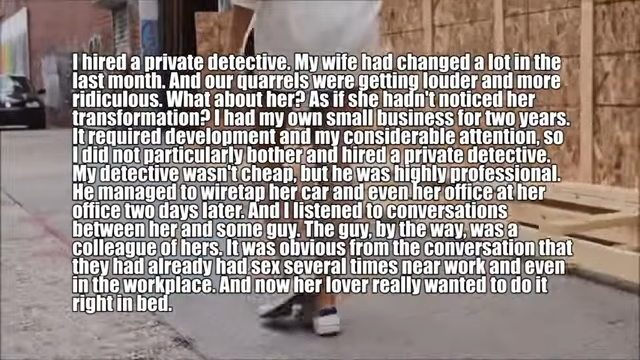 I hired a private detective. My wife had changed a lot in the
last month. And our quarrels were getting louder and more
ridiculous. What about her? As if she hadn't noticed her
transformation? I had my own small business for two years.
It required development and my considerable attention, so
I did not particularly bother and hired a private detective.
My detective wasn't cheap, but he was highly professional.
He managed to wiretap her car and even her office at her
office two days later. And I listened to conversations
between her and some guy. The guy, by the way, was a
colleague of hers. It was obvious from the conversation that
they had already had sex several times near work and even
in the workplace. And now her lover really wanted to do it
right in bed.